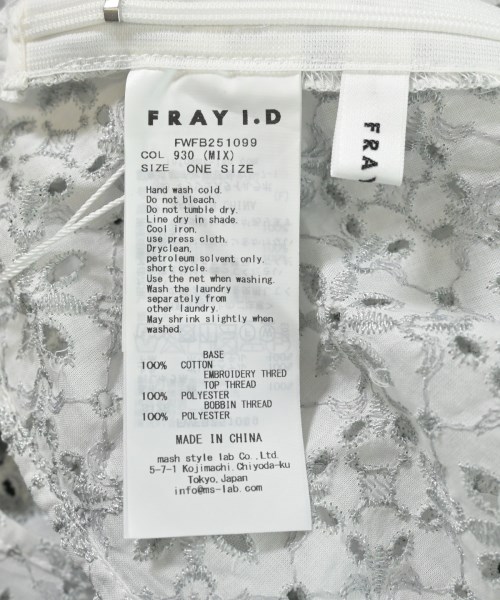 FRAY I.D
FWFB251099
COL 930 (MIX)
SIZE ONE SIZE
Hand wash cold.
Do not bleach.
Do not tumble dry.
Line dry in shade.
Cool iron,
use press cloth.
Dryclean,
petroleum solvent only.
short cycle.
Use the net when washing.
Wash the laundry
separately from
other laundry.
May shrink slightly when
washed.
BASE
100% COTTON
EMBROIDERY THRED
TOP THREAD
100% POLYESTER
BOBBIN THREAD
100% POLYESTER
MADE IN CHINA
mash style lab Co.,Ltd.
5-7-1 Kojimachi,Chiyoda-ku
Tokyo,Japan
info@ms-lab.com
FRAY